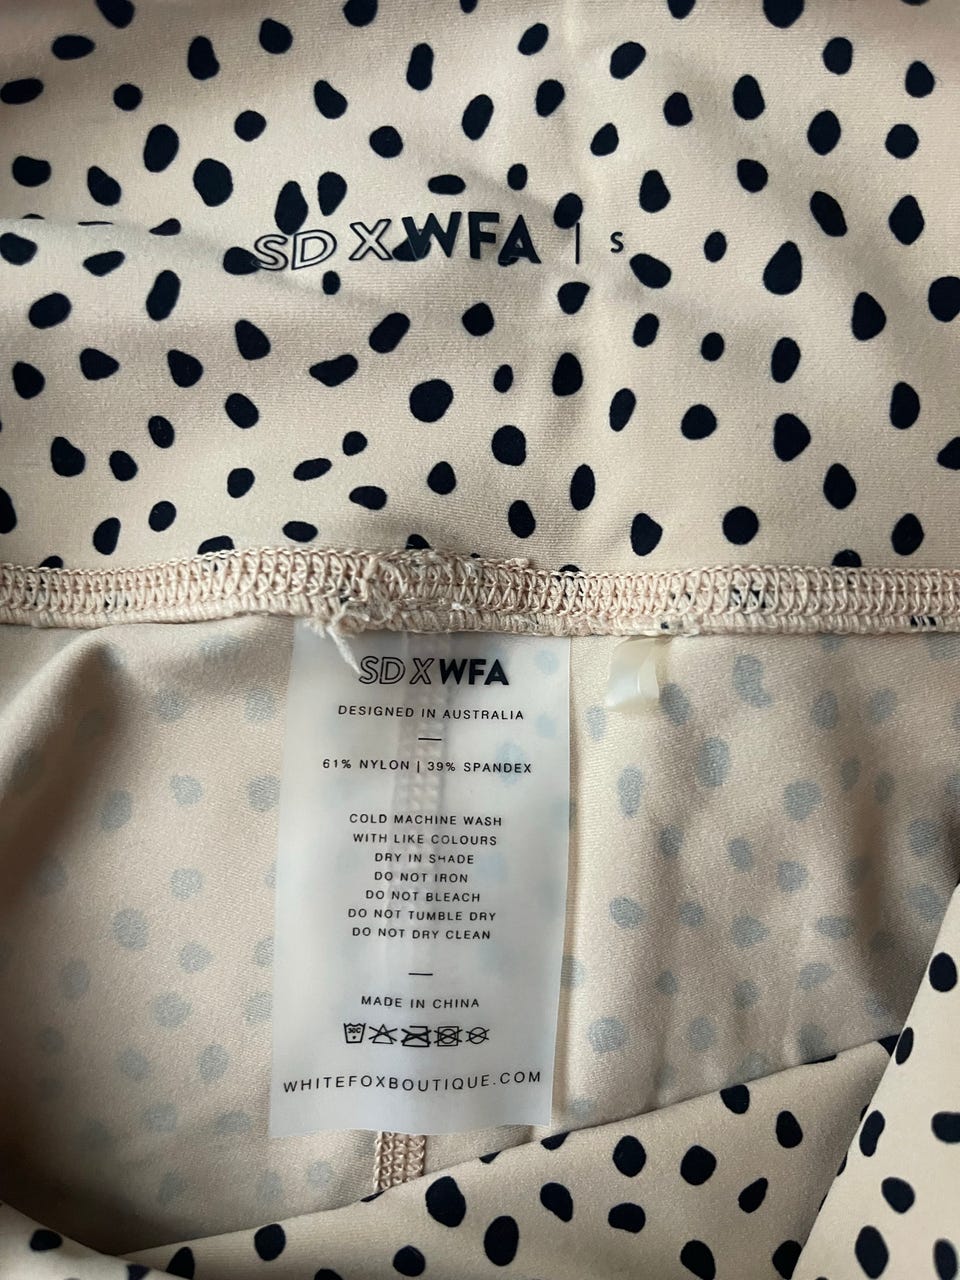 SD X WFA | S
SD X WFA
DESIGNED IN AUSTRALIA
61% NYLON | 39% SPANDEX
COLD MACHINE WASH
WITH LIKE COLOURS
DRY IN SHADE
DO NOT IRON
DO NOT BLEACH
DO NOT TUMBLE DRY
DO NOT DRY CLEAN
MADE IN CHINA
30C
WHITEFOXBOUTIQUE.COM